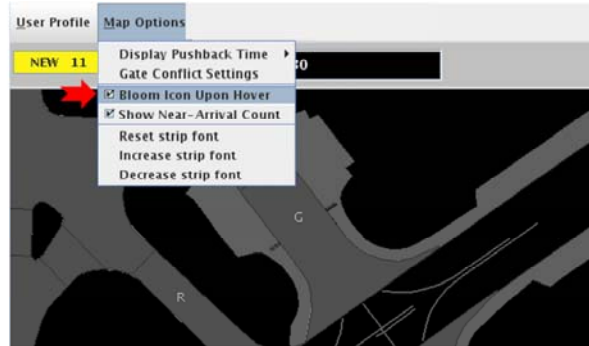 User Profile Map Options
NEW 11
Display Pushback Time
Gate Conflict Settings
Bloom Icon Upon Hover
Show Near-Arrival Count
Reset strip font
Increase strip font
Decrease strip font
G
R